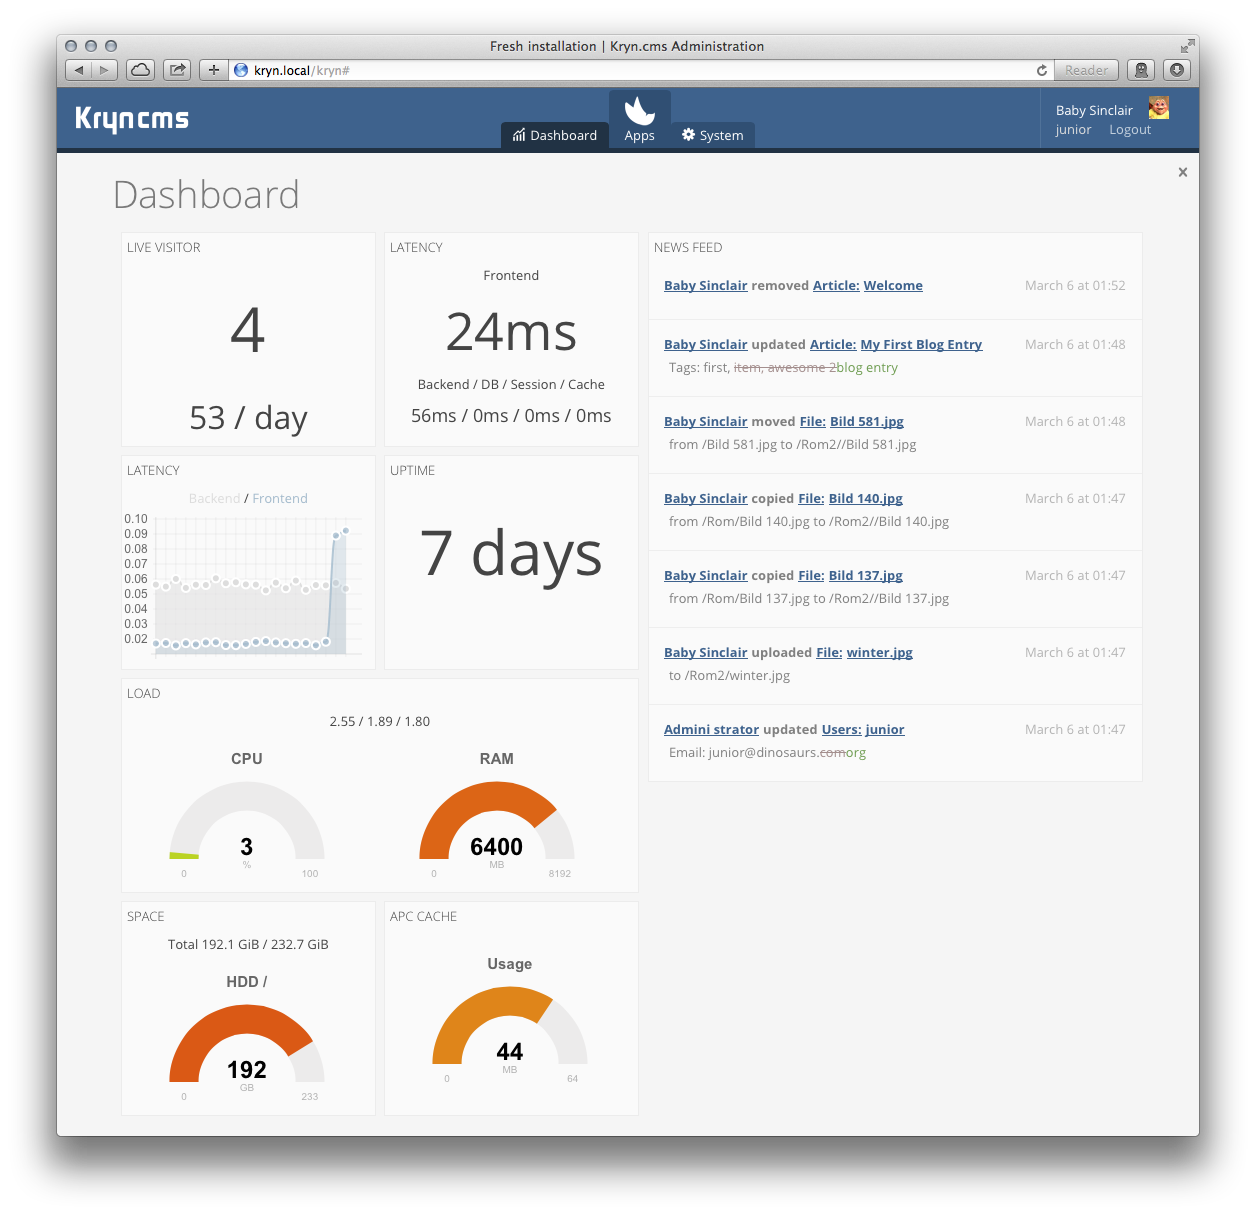 Fresh installation | Kryn.cms Administration
kryn.local/kryn#
Reader
Kryncms
Dashboard
Apps
System
Baby Sinclair
junior Logout
Dashboard
LIVE VISITOR
4
53 / day
LATENCY
Frontend
24ms
Backend / DB / Session / Cache
56ms / 0ms / 0ms / 0ms
LATENCY
Backend / Frontend
0.10
0.09
0.08
0.07
0.06
0.05
0.04
0.03
0.02
UPTIME
7 days
LOAD
2.55 / 1.89 / 1.80
CPU
3
%
0 100
RAM
6400
MB
0 8192
SPACE
Total 192.1 GiB / 232.7 GiB
HDD /
192
GB
0 233
APC CACHE
Usage
44
MB
0 64
NEWS FEED
Baby Sinclair removed Article: Welcome March 6 at 01:52
Baby Sinclair updated Article: My First Blog Entry March 6 at 01:48
Tags: first, item, awesome 2blog entry
Baby Sinclair moved File: Bild 581.jpg March 6 at 01:48
from /Bild 581.jpg to /Rom2//Bild 581.jpg
Baby Sinclair copied File: Bild 140.jpg March 6 at 01:47
from /Rom/Bild 140.jpg to /Rom2//Bild 140.jpg
Baby Sinclair copied File: Bild 137.jpg March 6 at 01:47
from /Rom/Bild 137.jpg to /Rom2//Bild 137.jpg
Baby Sinclair uploaded File: winter.jpg March 6 at 01:47
to /Rom2/winter.jpg
Admini strator updated Users: junior March 6 at 01:47
Email: junior@dinosaurs.comorg